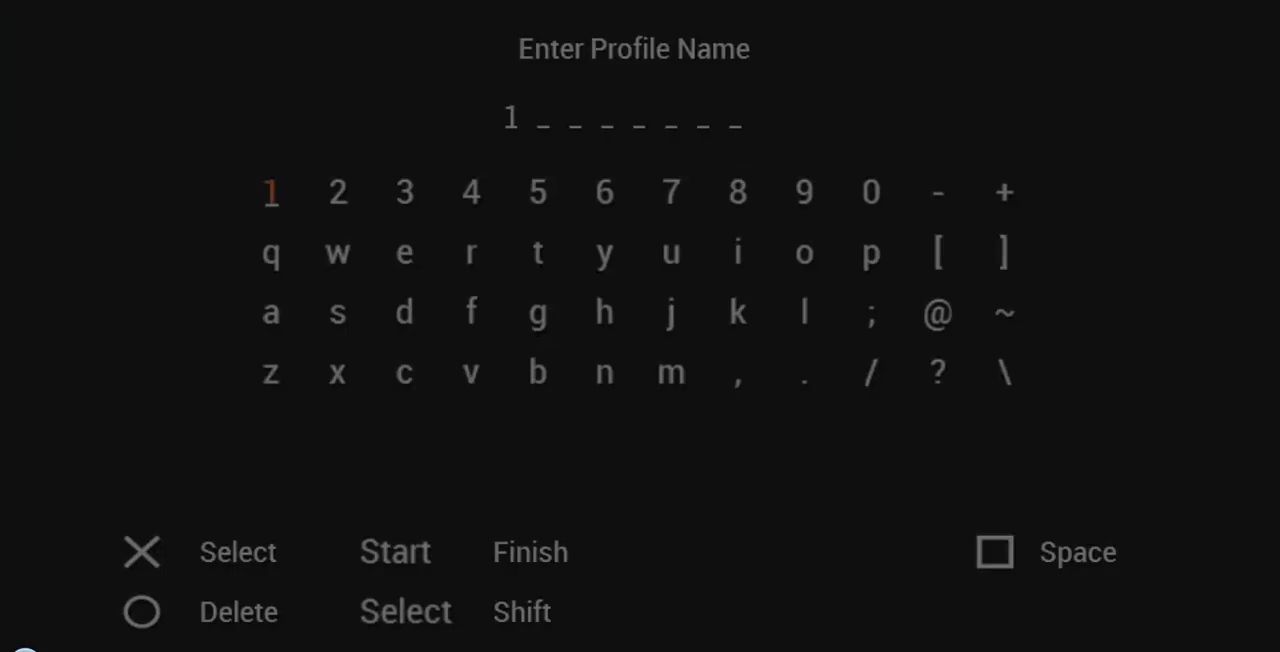 Enter Profile Name
1 _ _ _ _ _ _ _
1 2 3 4 5 6 7 8 9 0 - +
q w e r t y u i o p [ ]
a s d f g h j k l ; @ ~
z x c v b n m , . / ? \
Select Start Finish Space
Delete Select Shift